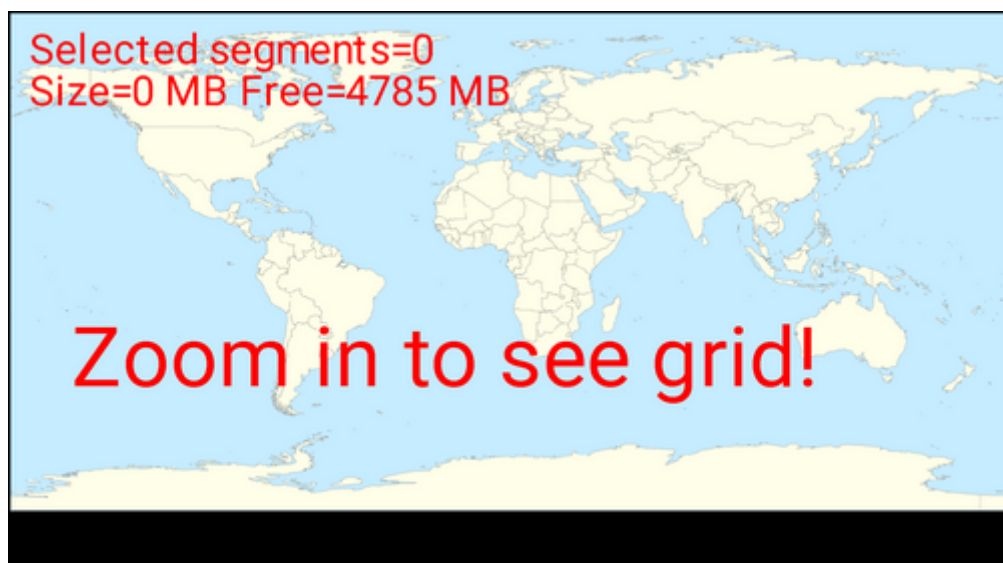 Selected segments=0
Size=0 MB Free=4785 MB
Zoom in to see grid!